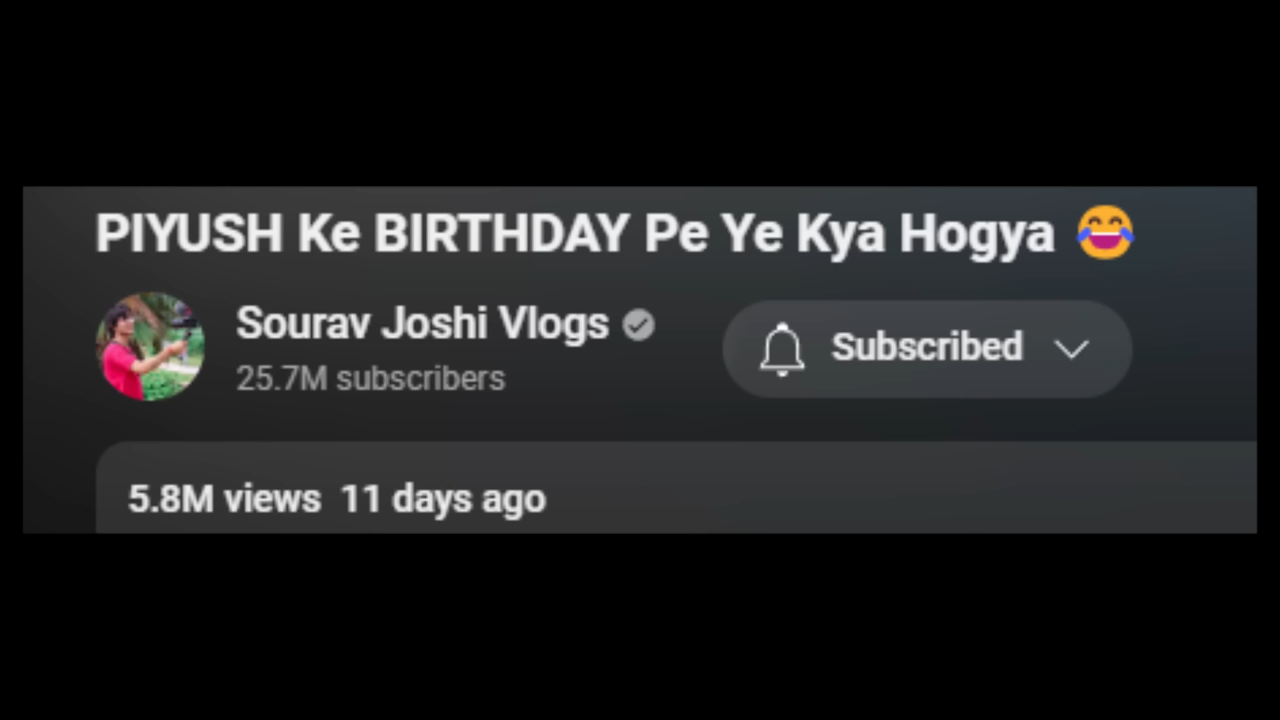 PIYUSH Ke BIRTHDAY Pe Ye Kya Hogya 😂
Sourav Joshi Vlogs
25.7M subscribers
Subscribed
5.8M views 11 days ago